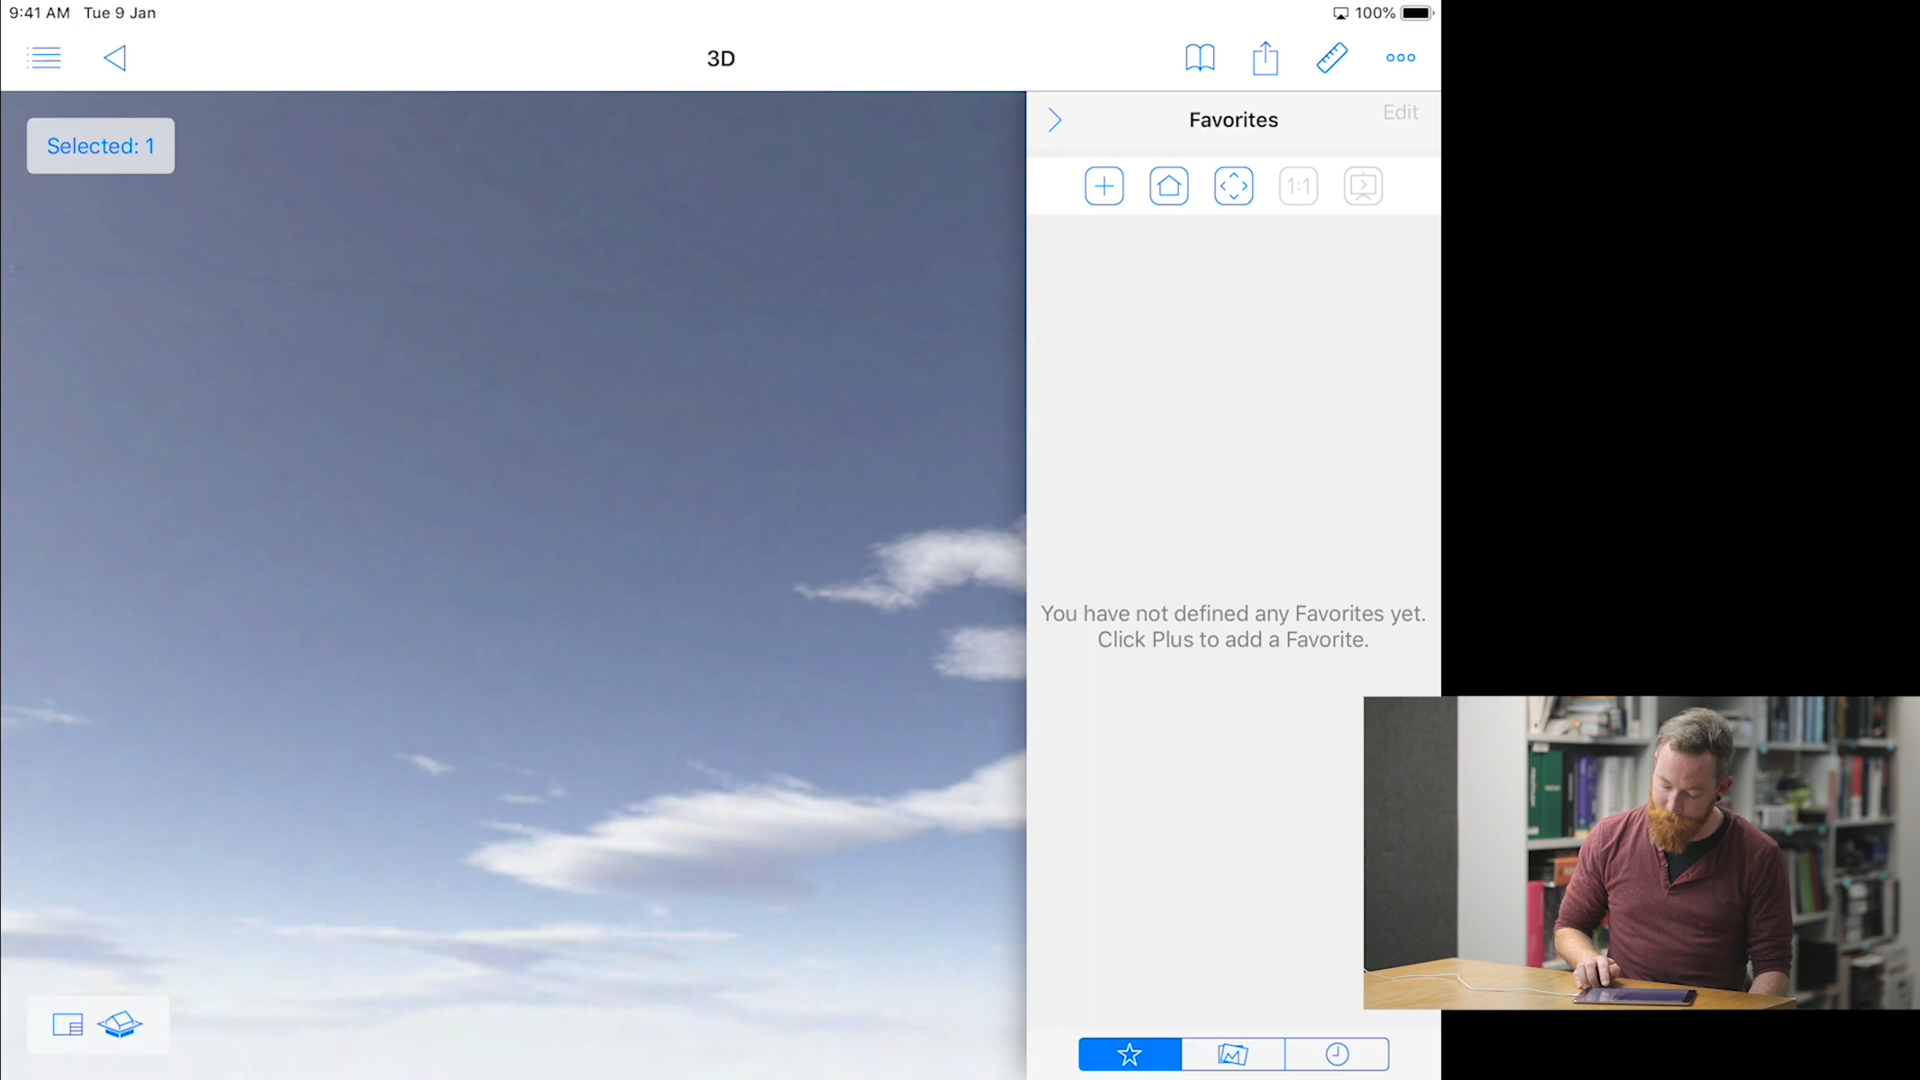 9:41 AM Tue 9 Jan
100%
3D
Selected: 1
Favorites
Edit
1:1
You have not defined any Favorites yet.
Click Plus to add a Favorite.